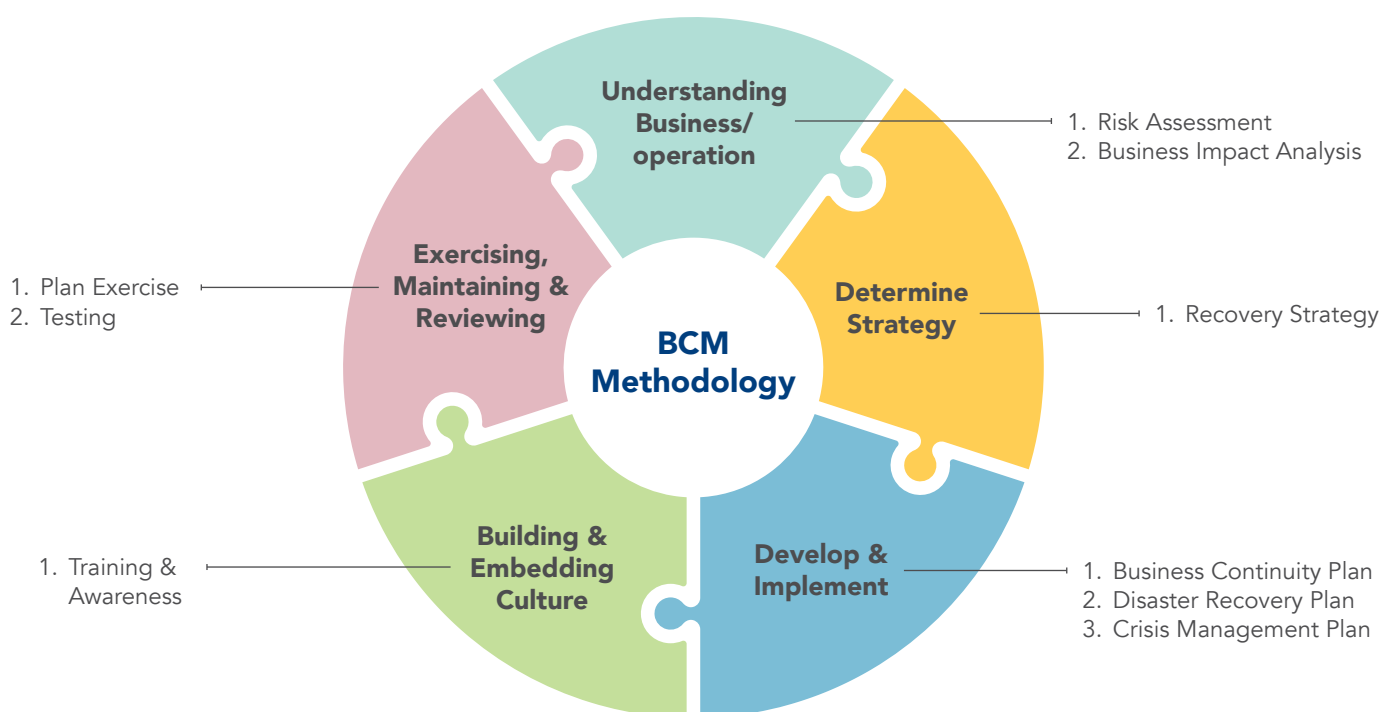 Understanding
Business/
operation
1. Risk Assessment
2. Business Impact Analysis
Determine
Strategy
1. Recovery Strategy
Develop &
Implement
1. Business Continuity Plan
2. Disaster Recovery Plan
3. Crisis Management Plan
Building &
Embedding
Culture
1. Training &
Awareness
Exercising,
Maintaining &
Reviewing
1. Plan Exercise
2. Testing
BCM
Methodology